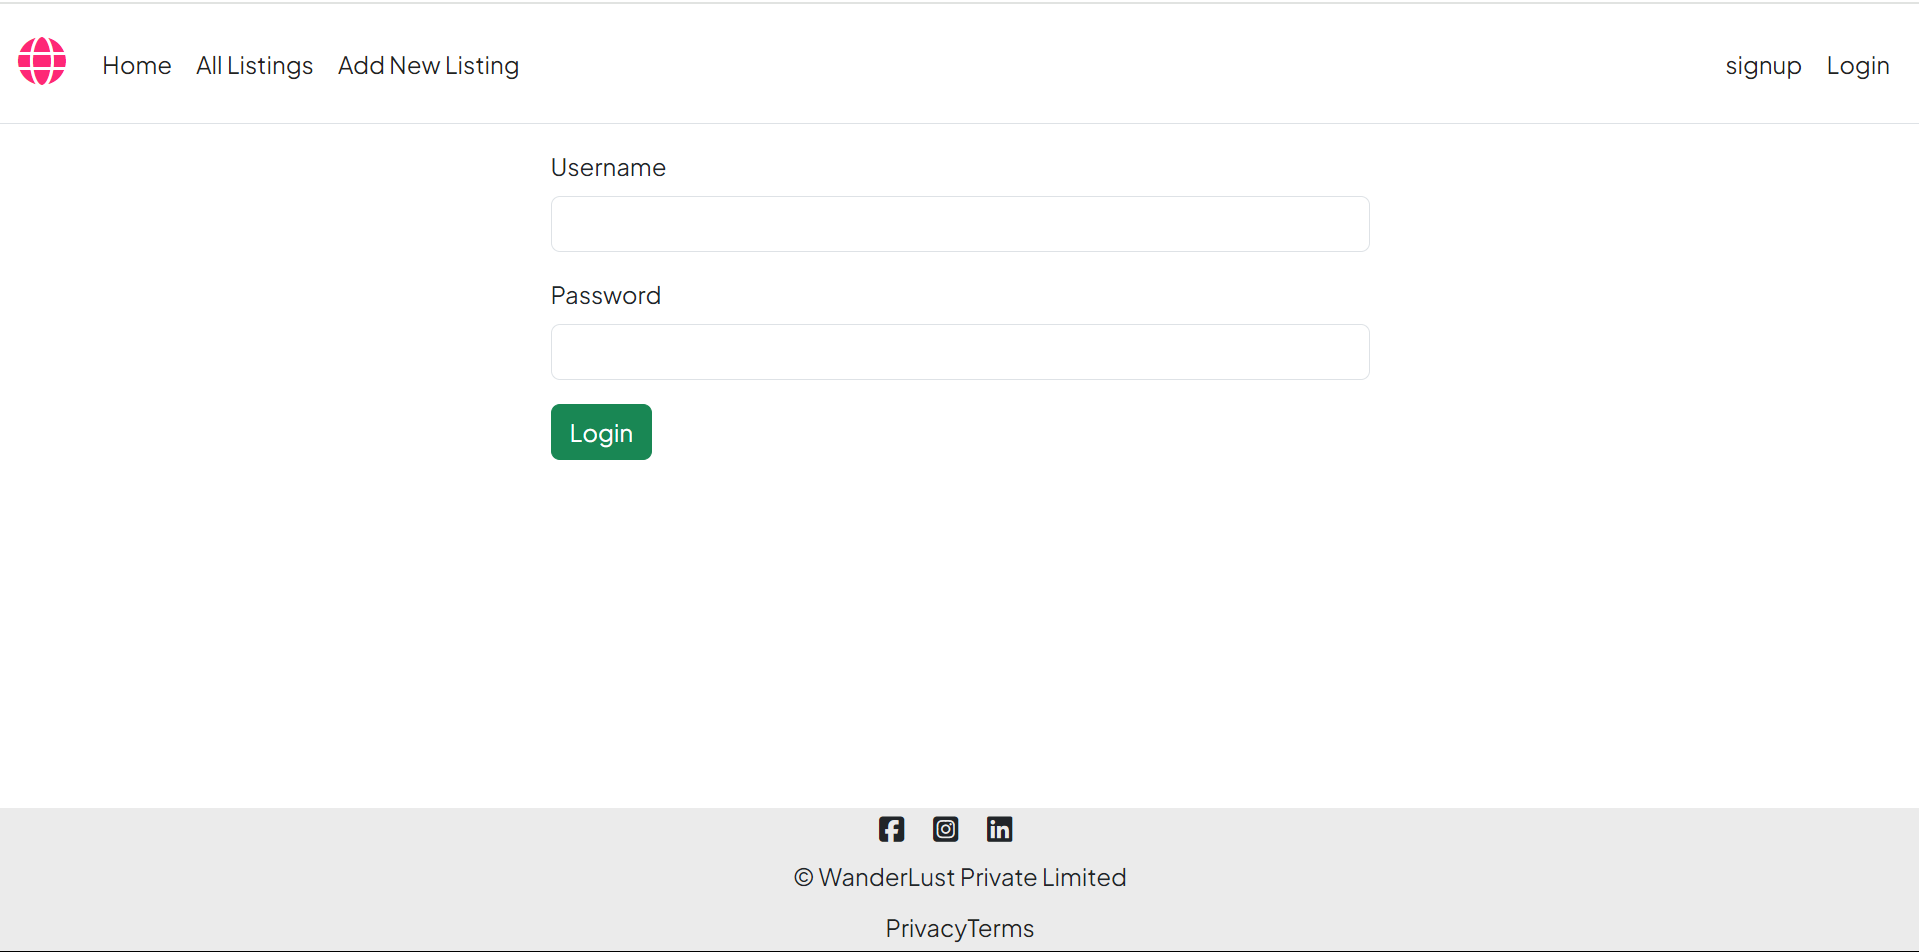 Home All Listings Add New Listing signup Login
Username
Password
Login
© WanderLust Private Limited
PrivacyTerms